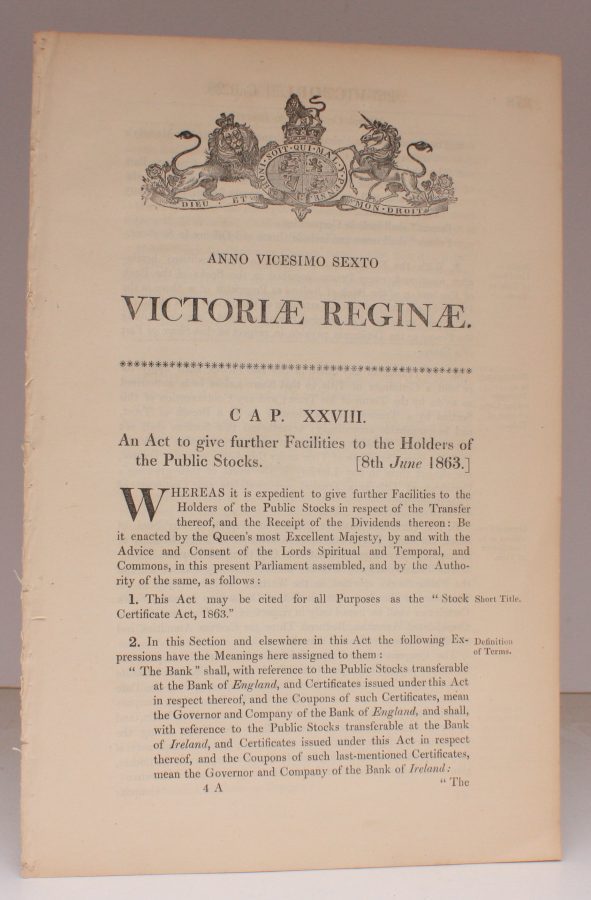 HONI·SOIT·QUI·MAL·Y·PENSE
DIEU · ET · MON · DROIT
ANNO VICESIMO SEXTO
VICTORIÆ REGINÆ.
CAP. XXVIII.
An Act to give further Facilities to the Holders of
the Public Stocks. [8th June 1863.]
WHEREAS it is expedient to give further Facilities to the
Holders of the Public Stocks in respect of the Transfer
thereof, and the Receipt of the Dividends thereon: Be
it enacted by the Queen's most Excellent Majesty, by and with the
Advice and Consent of the Lords Spiritual and Temporal, and
Commons, in this present Parliament assembled, and by the Autho-
rity of the same, as follows:
1. This Act may be cited for all Purposes as the "Stock Short Title.
Certificate Act, 1863."
2. In this Section and elsewhere in this Act the following Ex- Definition
pressions have the Meanings here assigned to them: of Terms.
"The Bank" shall, with reference to the Public Stocks transferable
at the Bank of England, and Certificates issued under this Act
in respect thereof, and the Coupons of such Certificates, mean
the Governor and Company of the Bank of England, and shall,
with reference to the Public Stocks transferable at the Bank
of Ireland, and Certificates issued under this Act in respect
thereof, and the Coupons of such last-mentioned Certificates,
mean the Governor and Company of the Bank of Ireland:
4 A "The